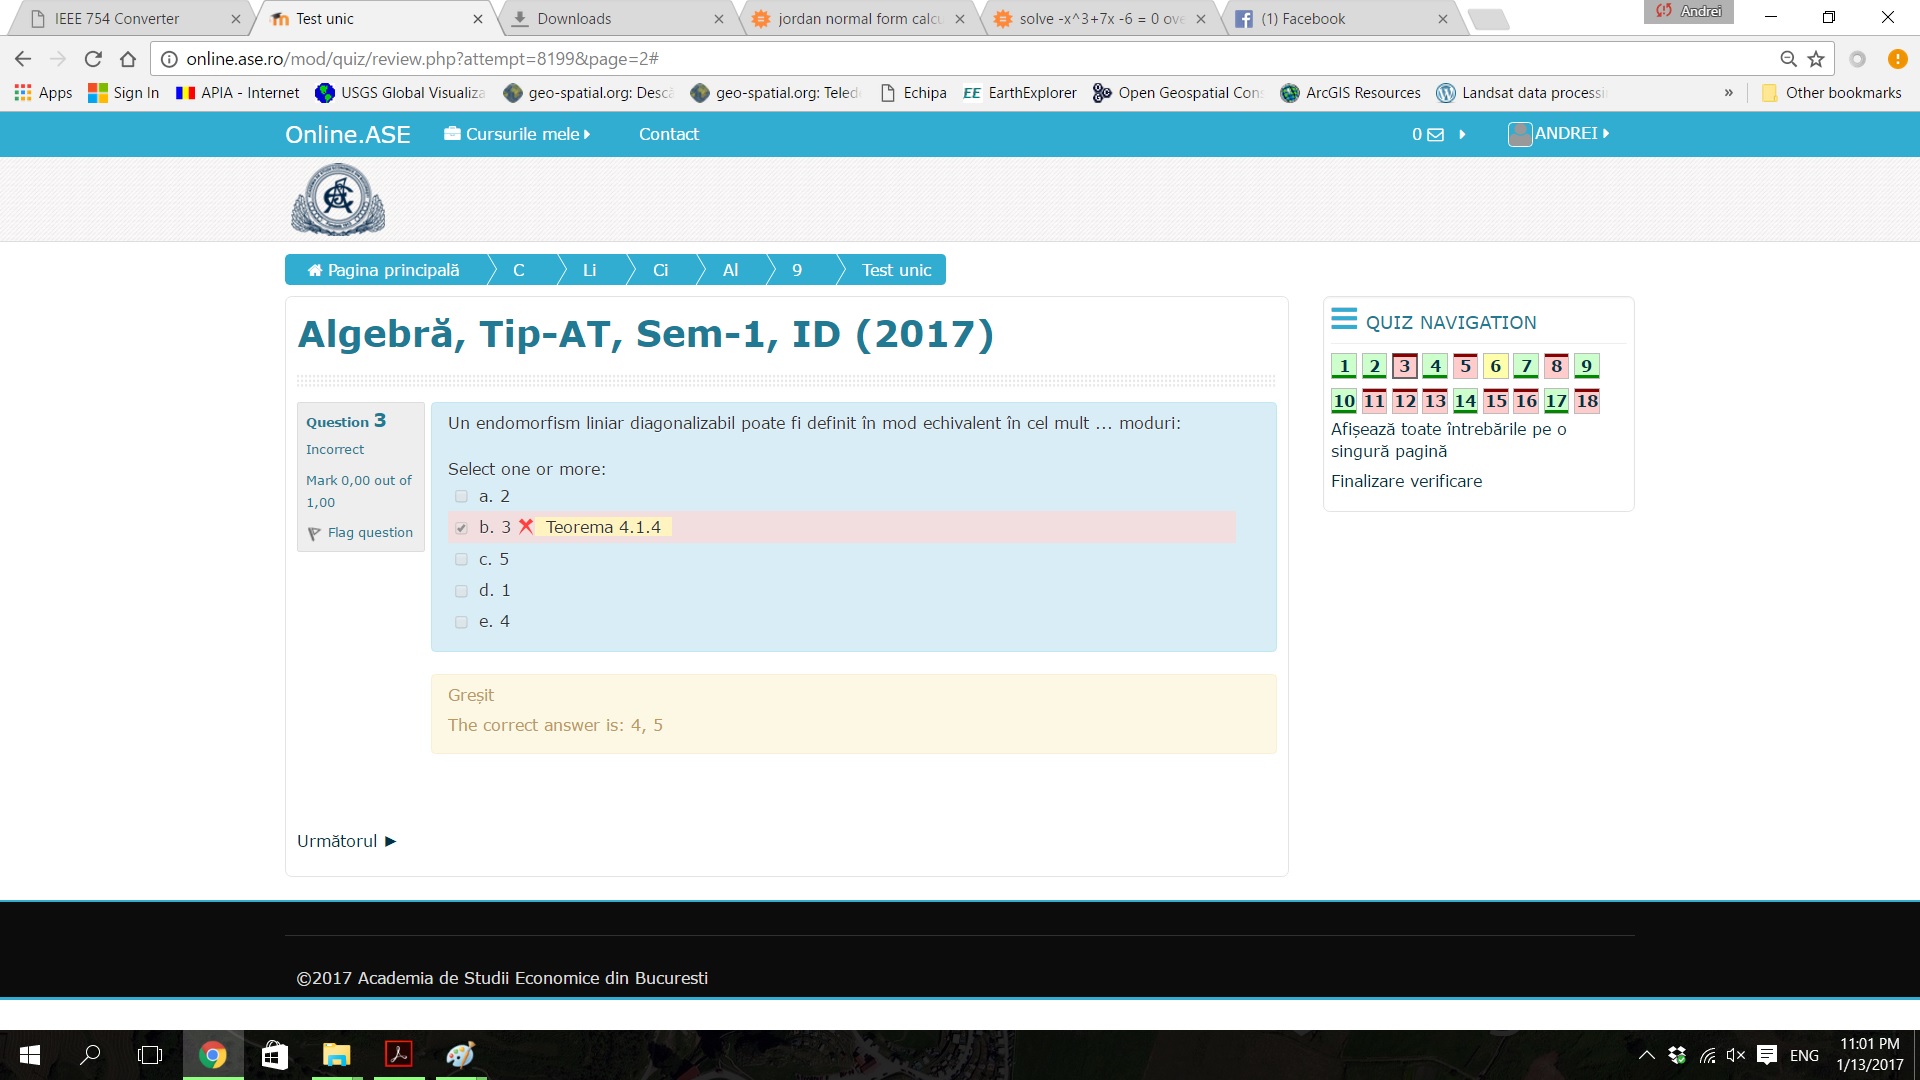 IEEE 754 Converter
Test unic
Downloads
jordan normal form calcu
solve -x^3+7x -6 = 0 ove
(1) Facebook
Andrei
online.ase.ro/mod/quiz/review.php?attempt=8199&page=2#
Apps
Sign In
APIA - Internet
USGS Global Visualiza
geo-spatial.org: Descă
geo-spatial.org: Telede
Echipa
EE EarthExplorer
Open Geospatial Con
ArcGIS Resources
Landsat data processi
»
Other bookmarks
Online.ASE
Cursurile mele
Contact
0
ANDREI
Pagina principală
C
Li
Ci
Al
9
Test unic
Algebră, Tip-AT, Sem-1, ID (2017)
Question 3
Incorrect
Mark 0,00 out of
1,00
Flag question
Un endomorfism liniar diagonalizabil poate fi definit în mod echivalent în cel mult ... moduri:
Select one or more:
a. 2
b. 3 Teorema 4.1.4
c. 5
d. 1
e. 4
Greșit
The correct answer is: 4, 5
Următorul ►
QUIZ NAVIGATION
1 2 3 4 5 6 7 8 9
10 11 12 13 14 15 16 17 18
Afișează toate întrebările pe o
singură pagină
Finalizare verificare
©2017 Academia de Studii Economice din Bucuresti
ENG
11:01 PM
1/13/2017